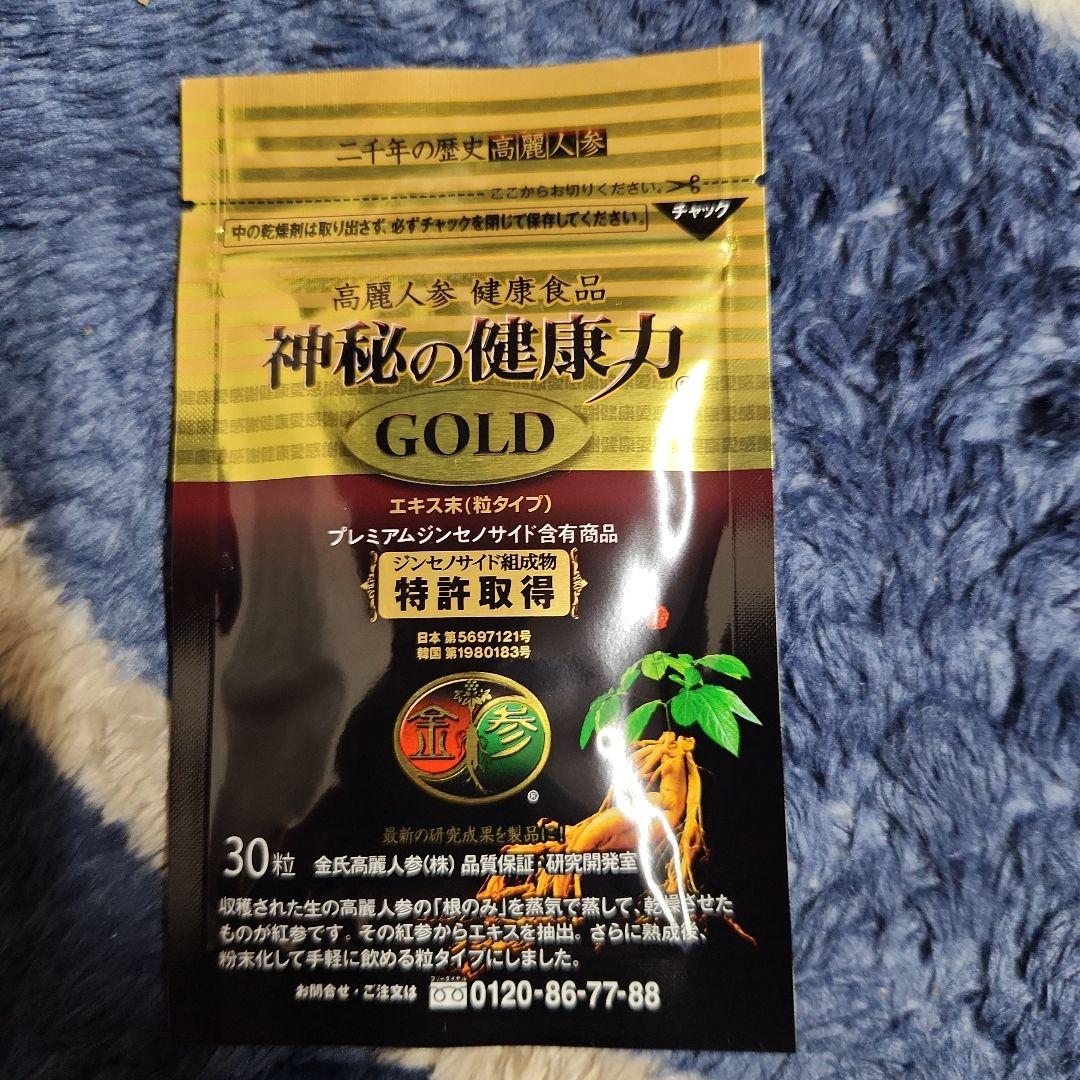 二千年の歴史 高麗人参
ここからお切りください。
中の乾燥剤は取り出さず、必ずチャックを閉じて保存してください。
チャック
高麗人参 健康食品
神秘の健康力
GOLD
エキス末(粒タイプ)
プレミアムジンセノサイド含有商品
ジンセノサイド組成物
特許取得
日本 第5697121号
韓国 第1980183号
金 参
®
最新の研究成果を製品に!
30粒 金氏高麗人参(株) 品質保証・研究開発室
収穫された生の高麗人参の「根のみ」を蒸気で蒸して、乾燥させた
ものが紅参です。その紅参からエキスを抽出。さらに熟成後、
粉末化して手軽に飲める粒タイプにしました。
お問合せ・ご注文は フリーダイヤル 0120-86-77-88